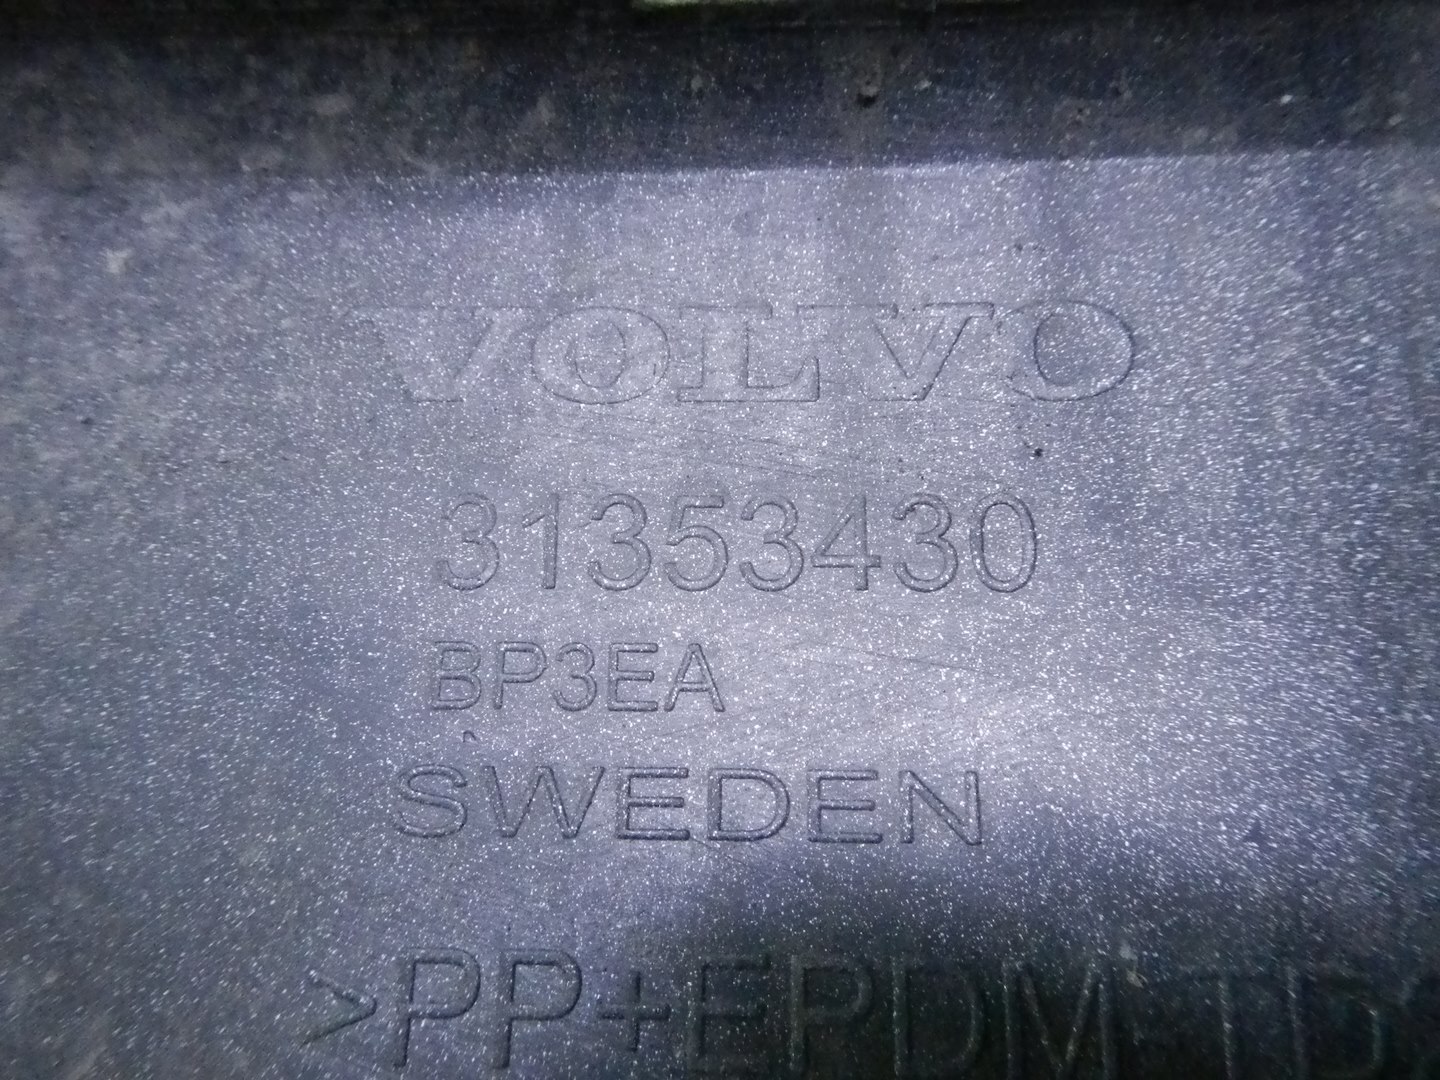 VOLVO
31353430
BP3EA
SWEDEN
>PP+EPDM